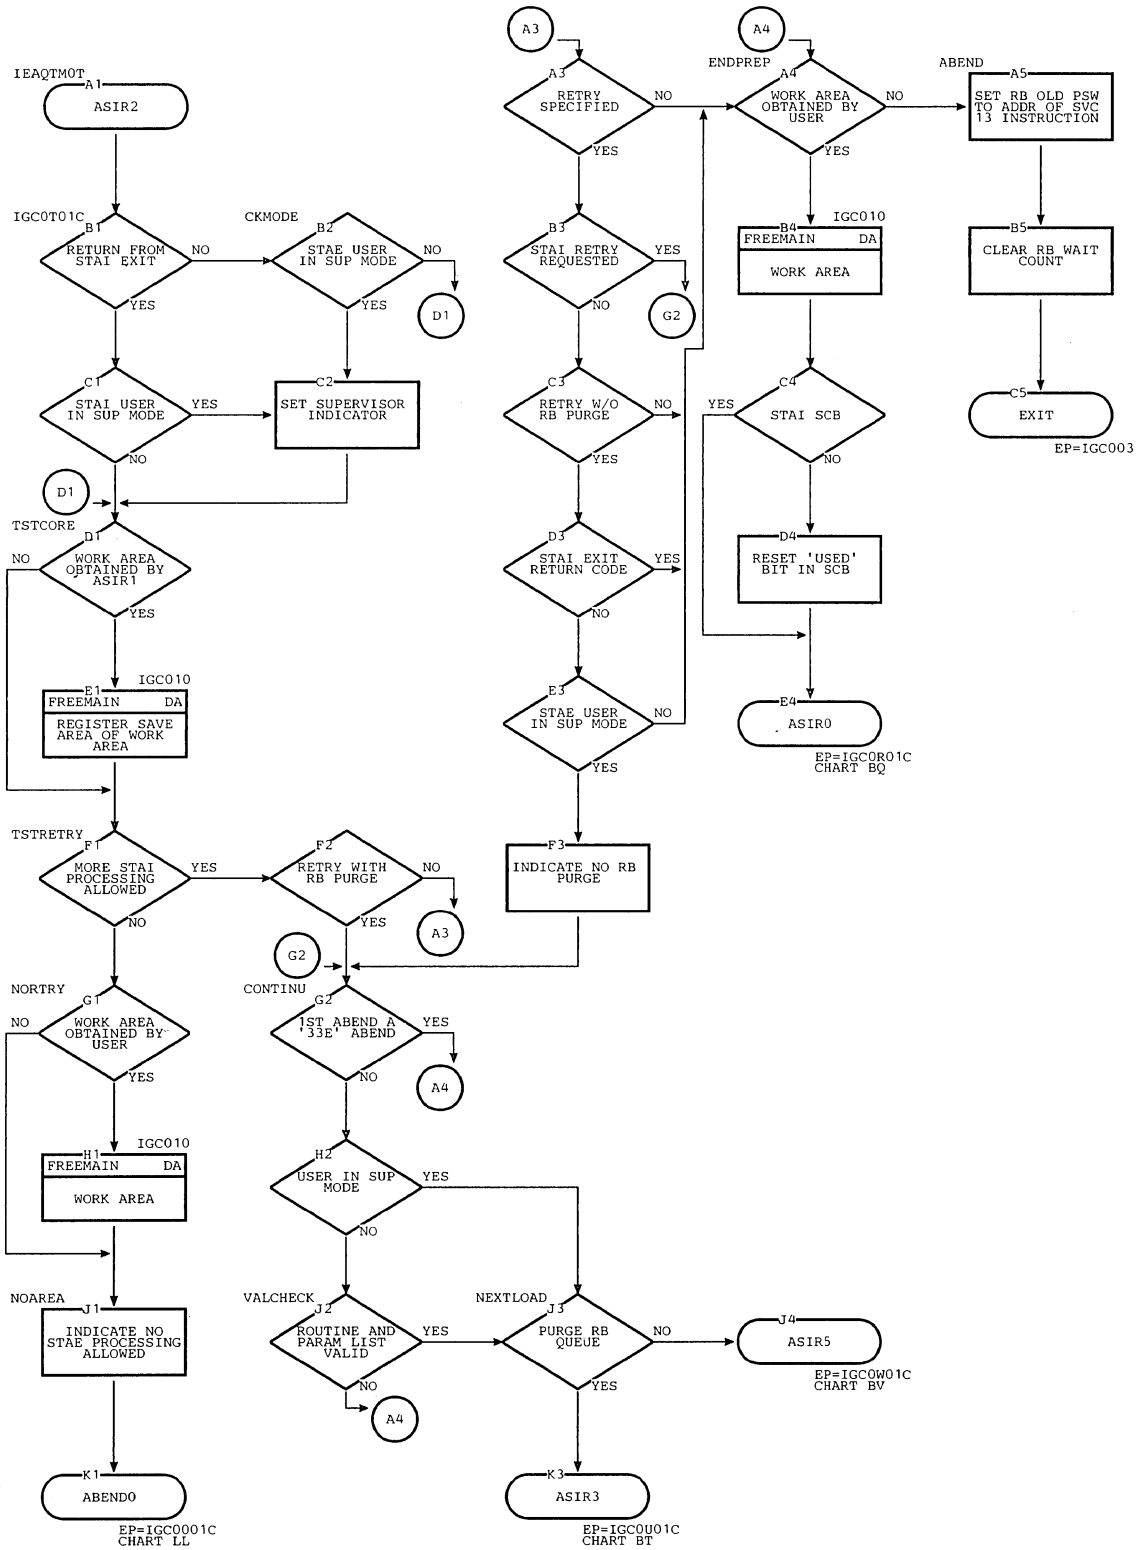 IEAQTM0T
A1
ASIR2
IGC0T01C
B1
RETURN FROM
STAI EXIT
NO
YES
CKMODE
B2
STAE USER
IN SUP MODE
NO
YES
D1
C1
STAI USER
IN SUP MODE
YES
NO
C2
SET SUPERVISOR
INDICATOR
D1
TSTCORE
D1
NO
WORK AREA
OBTAINED BY
ASIR1
YES
IGC010
E1
FREEMAIN DA
REGISTER SAVE
AREA OF WORK
AREA
TSTRETRY
F1
MORE STAI
PROCESSING
ALLOWED
YES
NO
F2
RETRY WITH
RB PURGE
NO
YES
A3
NORTRY
G1
NO
WORK AREA
OBTAINED BY
USER
YES
IGC010
H1
FREEMAIN DA
WORK AREA
NOAREA
J1
INDICATE NO
STAE PROCESSING
ALLOWED
K1
ABEND0
EP=IGC0001C
CHART LL
G2
CONTINU
G2
1ST ABEND A
'33E' ABEND
YES
NO
A4
H2
USER IN SUP
MODE
YES
NO
VALCHECK
J2
ROUTINE AND
PARAM LIST
VALID
YES
NO
A4
A3
A3
RETRY
SPECIFIED
NO
YES
B3
STAI RETRY
REQUESTED
YES
NO
G2
C3
RETRY W/O
RB PURGE
NO
YES
D3
STAI EXIT
RETURN CODE
YES
NO
E3
STAE USER
IN SUP MODE
NO
YES
F3
INDICATE NO RB
PURGE
NEXTLOAD
J3
PURGE RB
QUEUE
NO
YES
K3
ASIR3
EP=IGC0U01C
CHART BT
A4
ENDPREP
A4
WORK AREA
OBTAINED BY
USER
NO
YES
IGC010
B4
FREEMAIN DA
WORK AREA
C4
YES
STAI SCB
NO
D4
RESET 'USED'
BIT IN SCB
E4
ASIR0
EP=IGC0R01C
CHART BQ
J4
ASIR5
EP=IGC0W01C
CHART BV
ABEND
A5
SET RB OLD PSW
TO ADDR OF SVC
13 INSTRUCTION
B5
CLEAR RB WAIT
COUNT
C5
EXIT
EP=IGC003